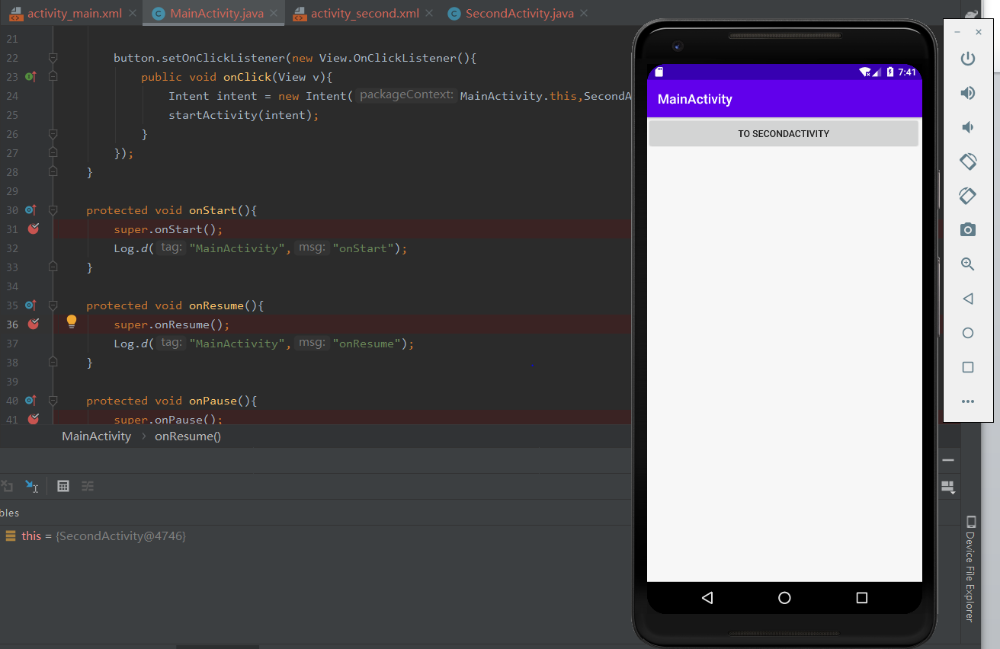 activity_main.xml MainActivity.java activity_second.xml SecondActivity.java
21
22 button.setOnClickListener(new View.OnClickListener(){
23 public void onClick(View v){
24 Intent intent = new Intent( packageContext: MainActivity.this,SecondA
25 startActivity(intent);
26 }
27 });
28 }
29
30 protected void onStart(){
31 super.onStart();
32 Log.d( tag: "MainActivity", msg: "onStart");
33 }
34
35 protected void onResume(){
36 super.onResume();
37 Log.d( tag: "MainActivity", msg: "onResume");
38 }
39
40 protected void onPause(){
41 super.onPause();
MainActivity › onResume()
bles
this = {SecondActivity@4746}
7:41
MainActivity
TO SECONDACTIVITY
Device File Explorer